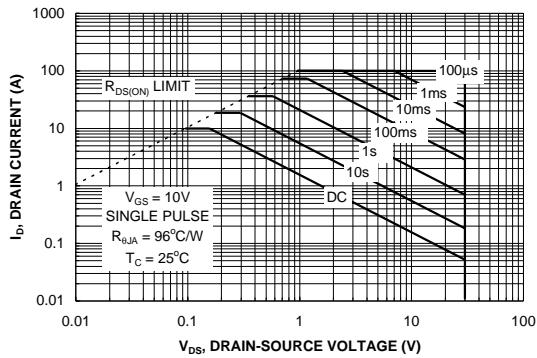 1000
100
10
1
0.1
0.01
I_D, DRAIN CURRENT (A)
R_DS(ON) LIMIT
100µs
1ms
10ms
100ms
1s
10s
DC
V_GS = 10V
SINGLE PULSE
R_θJA = 96°C/W
T_C = 25°C
0.01
0.1
1
10
100
V_DS, DRAIN-SOURCE VOLTAGE (V)